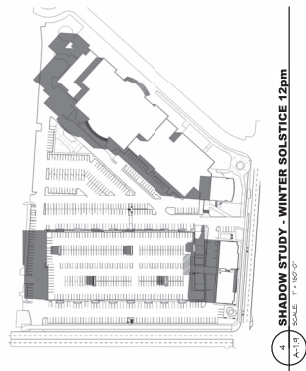 4
A-1.9
SHADOW STUDY - WINTER SOLSTICE 12pm
SCALE: 1" = 160'-0"